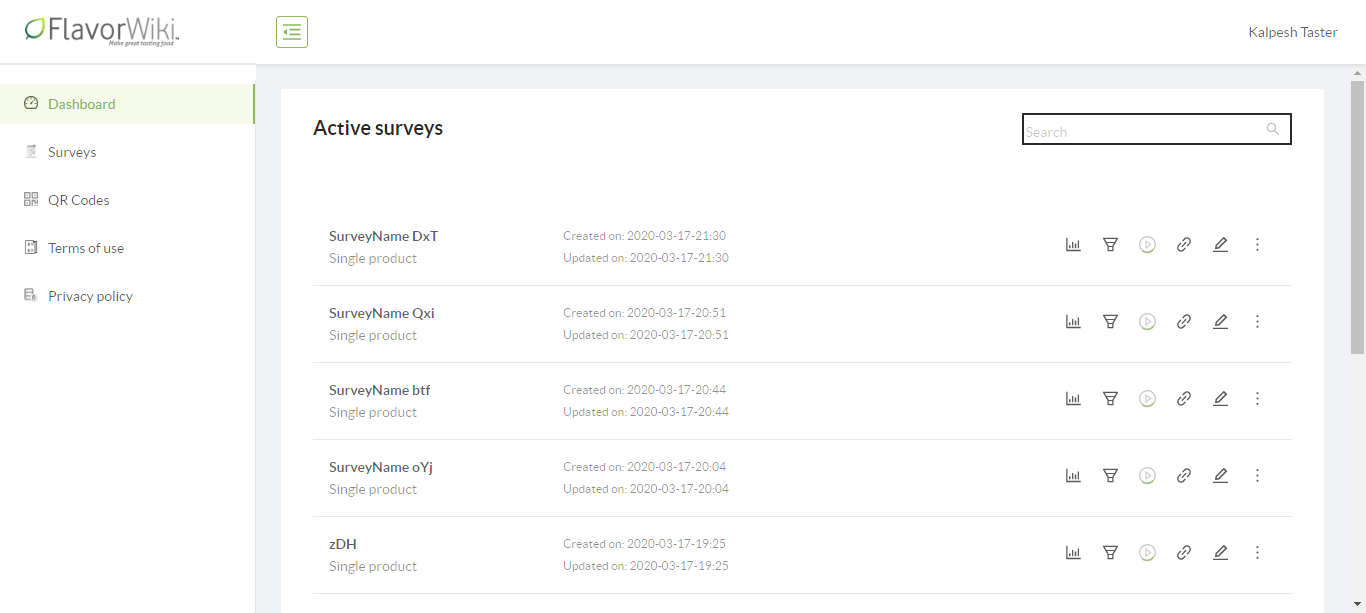 FlavorWiki
Make great tasting food
Kalpesh Taster
Dashboard
Surveys
QR Codes
Terms of use
Privacy policy
Active surveys
Search
SurveyName DxT
Single product
Created on: 2020-03-17-21:30
Updated on: 2020-03-17-21:30
SurveyName Qxi
Single product
Created on: 2020-03-17-20:51
Updated on: 2020-03-17-20:51
SurveyName btf
Single product
Created on: 2020-03-17-20:44
Updated on: 2020-03-17-20:44
SurveyName oYj
Single product
Created on: 2020-03-17-20:04
Updated on: 2020-03-17-20:04
zDH
Single product
Created on: 2020-03-17-19:25
Updated on: 2020-03-17-19:25